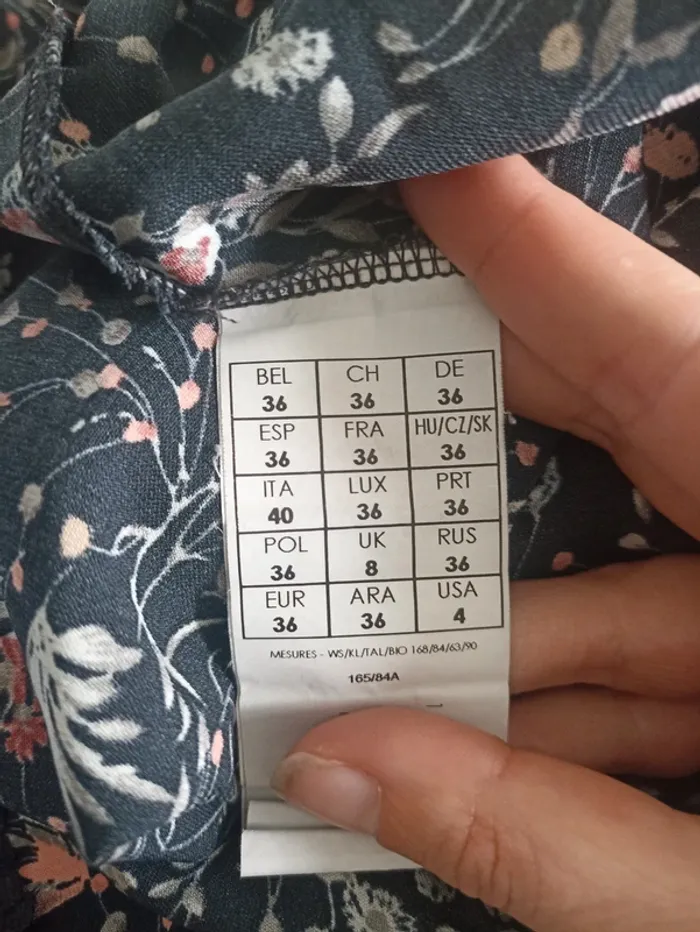 BEL CH DE
36 36 36
ESP FRA HU/CZ/SK
36 36 36
ITA LUX PRT
40 36 36
POL UK RUS
36 8 36
EUR ARA USA
36 36 4
MESURES - WS/KL/TAL/BIO 168/84/63/90
165/84A